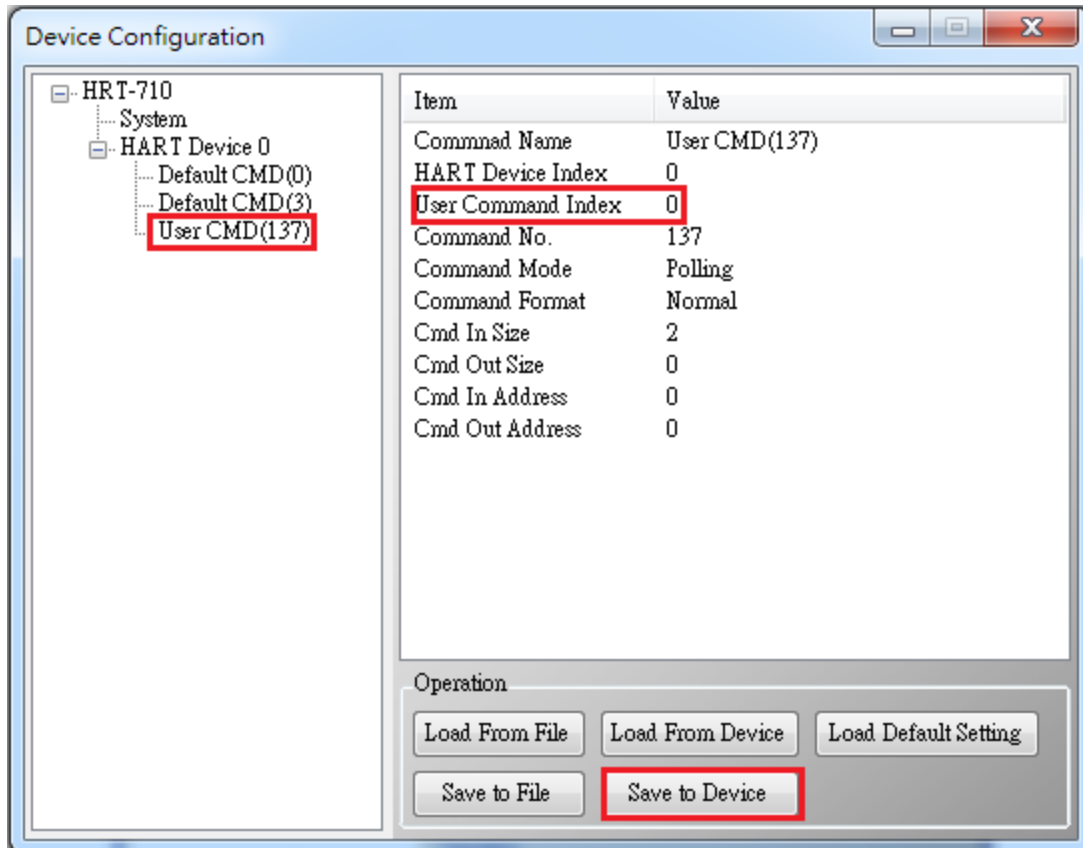 Device Configuration
HRT-710
System
HART Device 0
Default CMD(0)
Default CMD(3)
User CMD(137)
Item Value
Commnad Name User CMD(137)
HART Device Index 0
User Command Index 0
Command No. 137
Command Mode Polling
Command Format Normal
Cmd In Size 2
Cmd Out Size 0
Cmd In Address 0
Cmd Out Address 0
Operation
Load From File Load From Device Load Default Setting
Save to File Save to Device